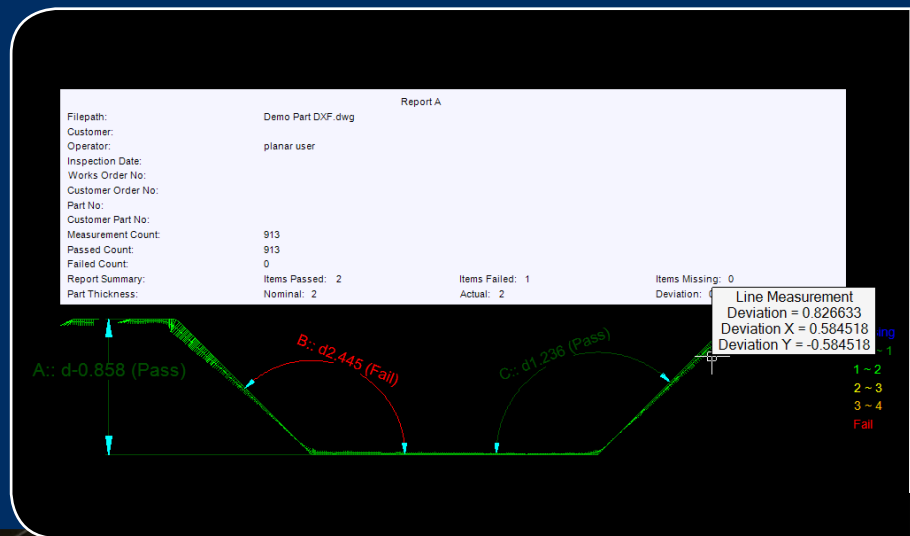 Report A
Filepath: Demo Part DXF.dwg
Customer:
Operator: planar user
Inspection Date:
Works Order No:
Customer Order No:
Part No:
Customer Part No:
Measurement Count: 913
Passed Count: 913
Failed Count: 0
Report Summary: Items Passed: 2 Items Failed: 1 Items Missing: 0
Part Thickness: Nominal: 2 Actual: 2 Deviation:
Line Measurement
Deviation = 0.826633
Deviation X = 0.584518
Deviation Y = -0.584518
A:: d-0.858 (Pass)
B:: d2.445 (Fail)
C:: d1.236 (Pass)
~ 1
1 ~ 2
2 ~ 3
3 ~ 4
Fail